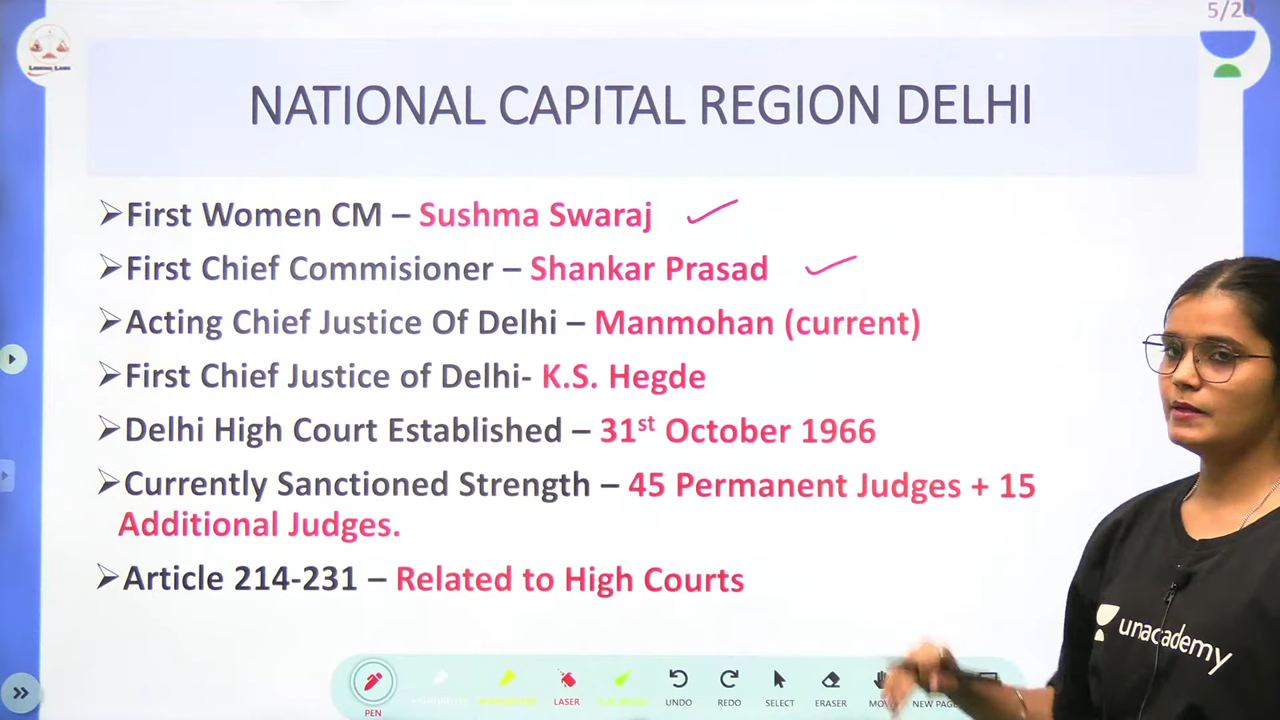 5/20
NATIONAL CAPITAL REGION DELHI
➢First Women CM – Sushma Swaraj
➢First Chief Commisioner – Shankar Prasad
➢Acting Chief Justice Of Delhi – Manmohan (current)
➢First Chief Justice of Delhi- K.S. Hegde
➢Delhi High Court Established – 31st October 1966
➢Currently Sanctioned Strength – 45 Permanent Judges + 15
Additional Judges.
➢Article 214-231 – Related to High Courts
unacademy
PEN
LASER
UNDO
REDO
SELECT
ERASER